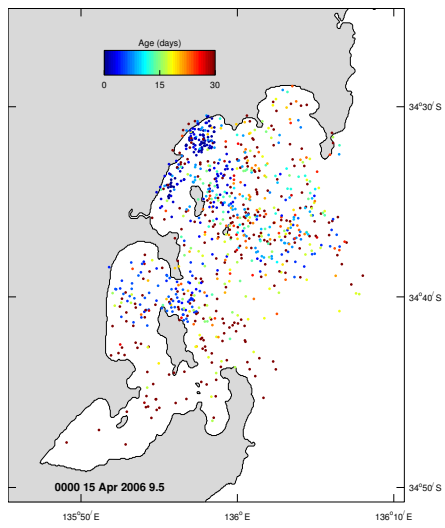 Age (days)
0 15 30
34°30′ S
34°40′ S
34°50′ S
0000 15 Apr 2006 9.5
135°50′ E 136°E 136°10′ E